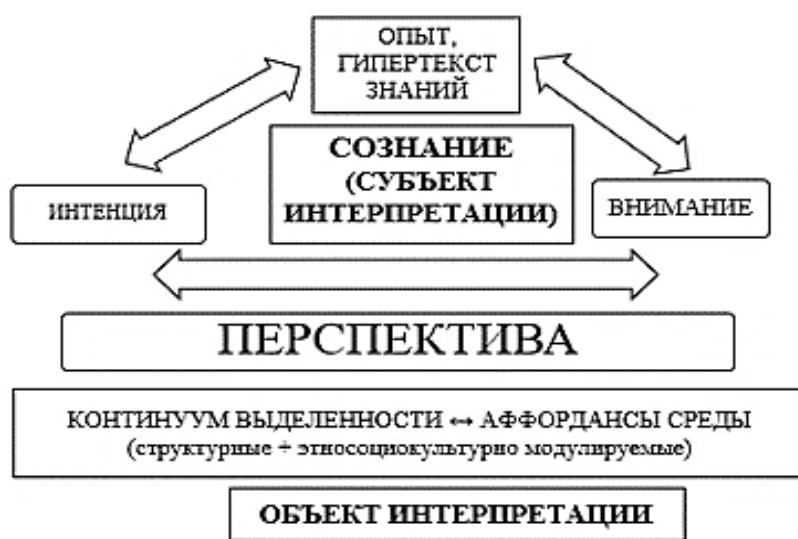 ОПЫТ,
ГИПЕРТЕКСТ
ЗНАНИЙ
СОЗНАНИЕ
(СУБЪЕКТ
ИНТЕРПРЕТАЦИИ)
ИНТЕНЦИЯ
ВНИМАНИЕ
ПЕРСПЕКТИВА
КОНТИНУУМ ВЫДЕЛЕННОСТИ ↔ АФФОРДАНСЫ СРЕДЫ
(структурные + этносоциокультурно модулируемые)
ОБЪЕКТ ИНТЕРПРЕТАЦИИ